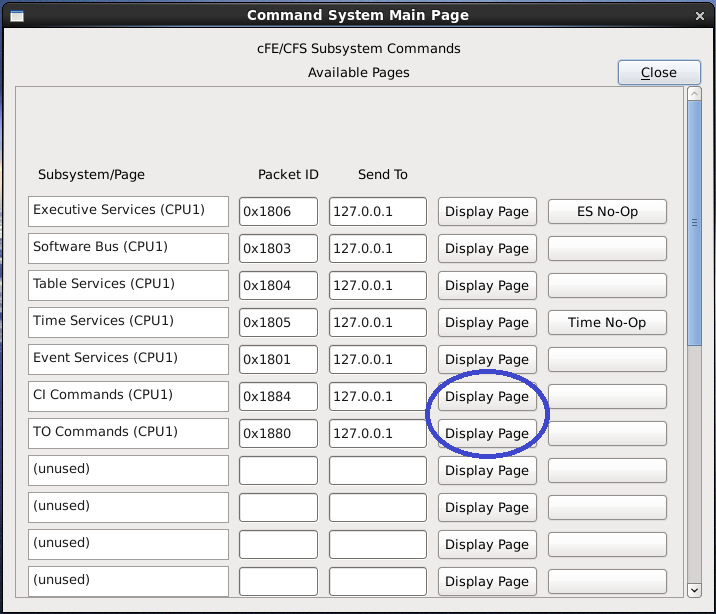 Command System Main Page
cFE/CFS Subsystem Commands
Available Pages
Close
Subsystem/Page Packet ID Send To
Executive Services (CPU1) 0x1806 127.0.0.1 Display Page ES No-Op
Software Bus (CPU1) 0x1803 127.0.0.1 Display Page
Table Services (CPU1) 0x1804 127.0.0.1 Display Page
Time Services (CPU1) 0x1805 127.0.0.1 Display Page Time No-Op
Event Services (CPU1) 0x1801 127.0.0.1 Display Page
CI Commands (CPU1) 0x1884 127.0.0.1 Display Page
TO Commands (CPU1) 0x1880 127.0.0.1 Display Page
(unused) Display Page
(unused) Display Page
(unused) Display Page
(unused) Display Page